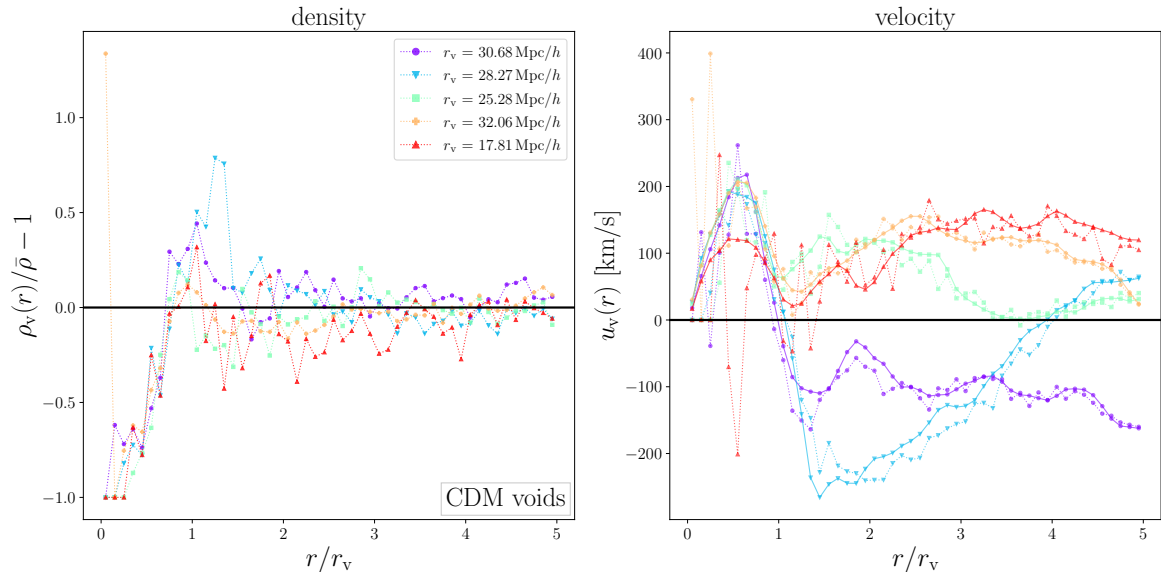 density
velocity
ρ_v(r)/ρ̄ − 1
1.0
0.5
0.0
−0.5
−1.0
r_v = 30.68 Mpc/h
r_v = 28.27 Mpc/h
r_v = 25.28 Mpc/h
r_v = 32.06 Mpc/h
r_v = 17.81 Mpc/h
CDM voids
0 1 2 3 4 5
r/r_v
u_v(r) [km/s]
400
300
200
100
0
−100
−200
0 1 2 3 4 5
r/r_v